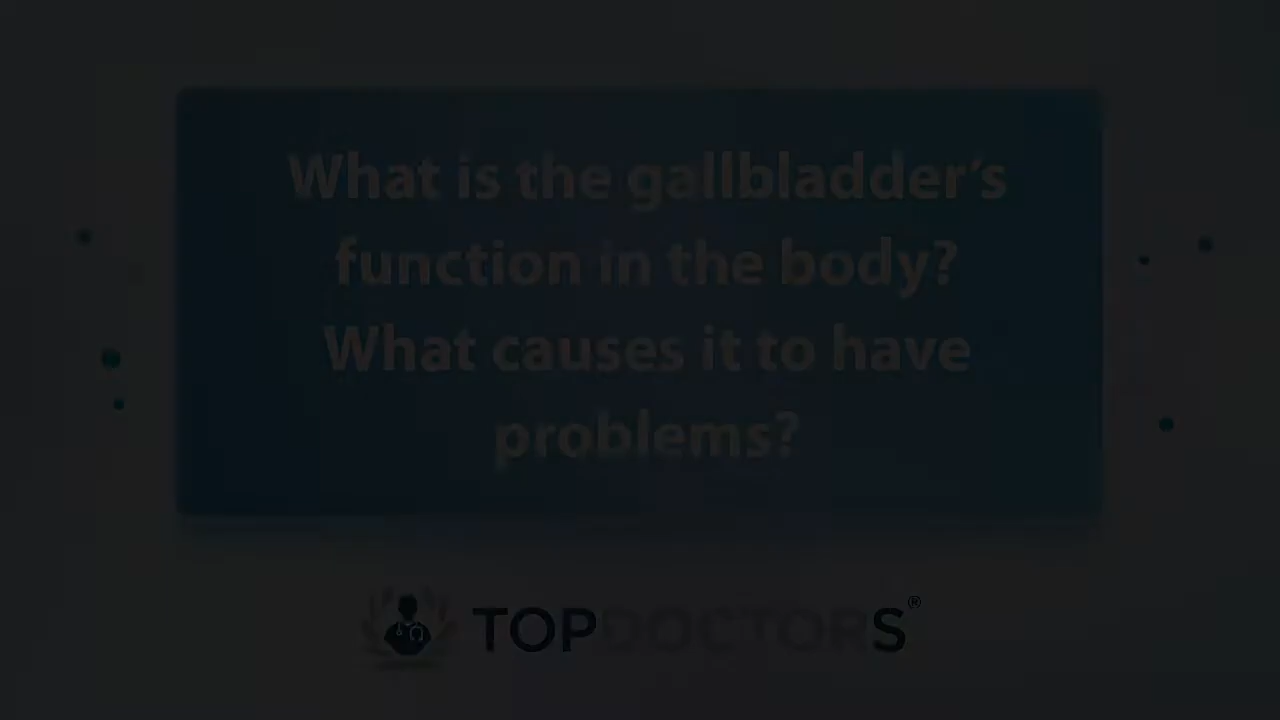 What is the gallbladder’s
function in the body?
What causes it to have
problems?
TOPDOCTORS®